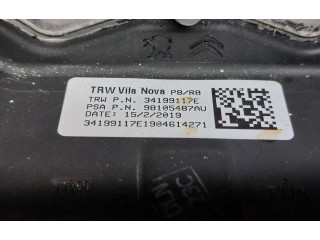 TRW Vila Nova P8/R8
TRW P.N. 34199117E
PSA P.N. 98105487AU
DATE: 15/2/2019
34199117E1904614271